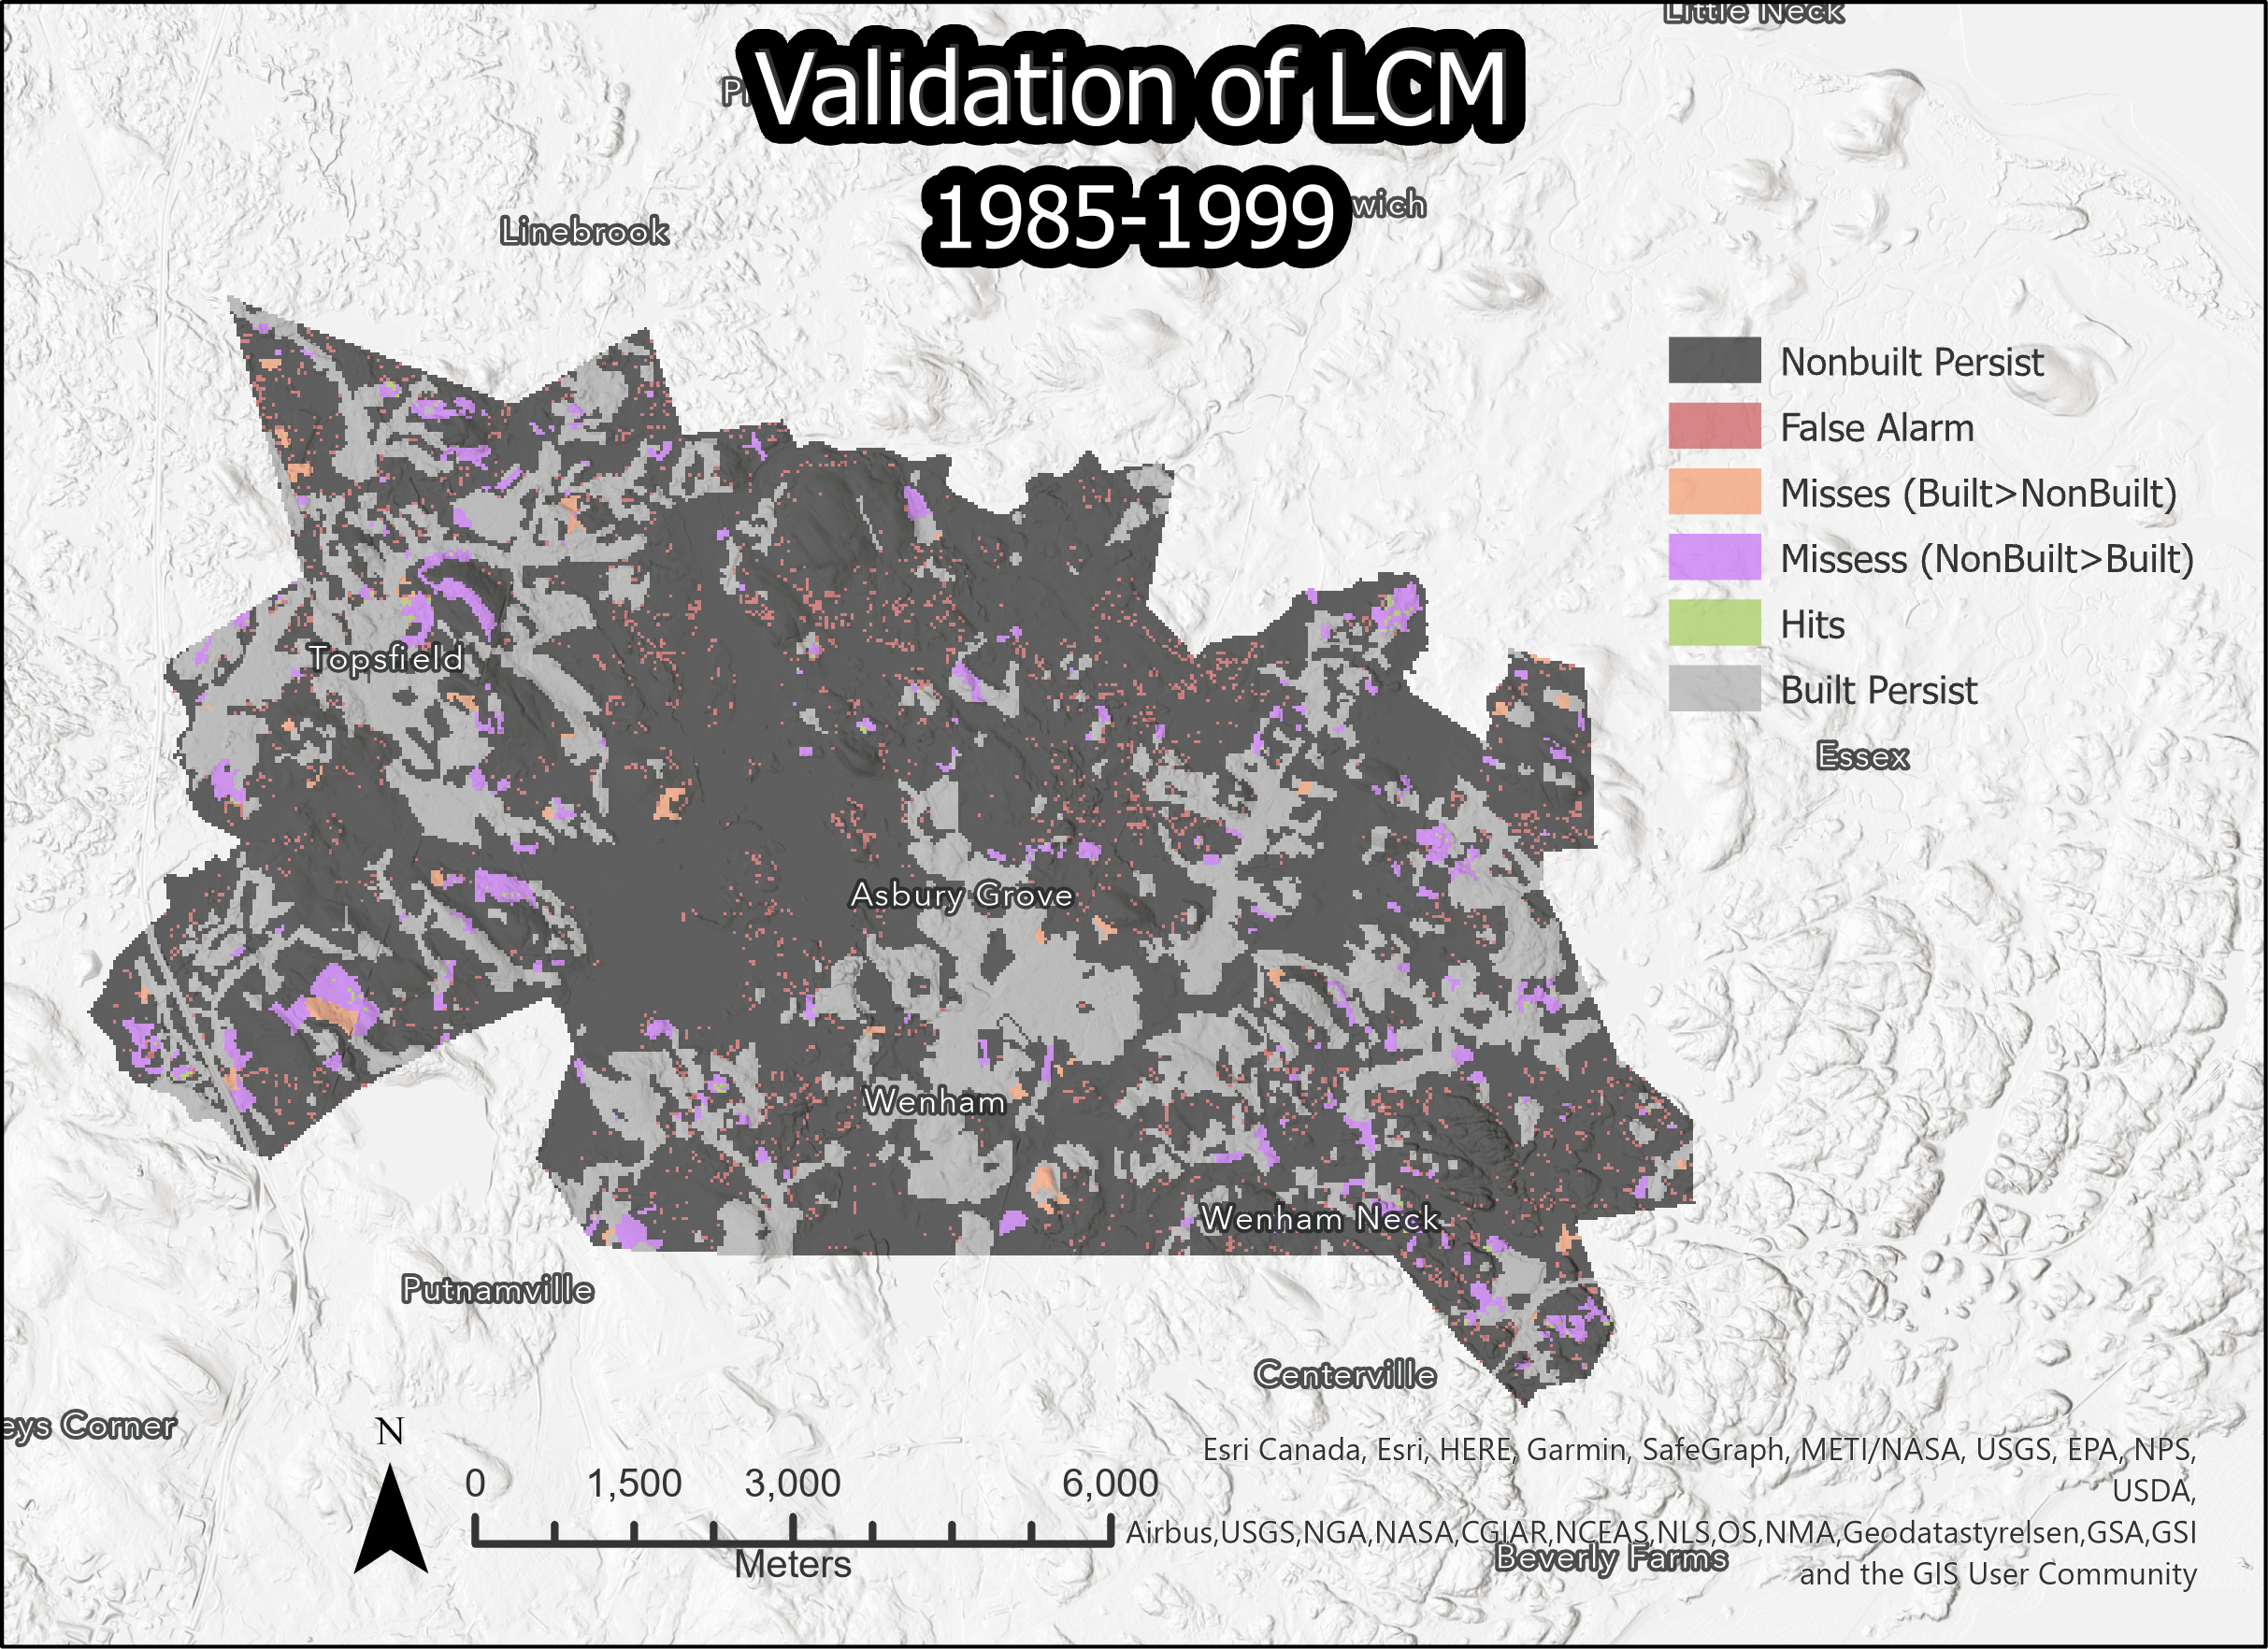 Little Neck
Validation of LCM
1985-1999
wich
Linebrook
Nonbuilt Persist
False Alarm
Misses (Built>NonBuilt)
Missess (NonBuilt>Built)
Hits
Built Persist
Topsfield
Essex
Asbury Grove
Wenham
Wenham Neck
Putnamville
Centerville
eys Corner
N
0 1,500 3,000 6,000
Meters
Esri Canada, Esri, HERE, Garmin, SafeGraph, METI/NASA, USGS, EPA, NPS,
USDA,
Airbus,USGS,NGA,NASA,CGIAR,NCEAS,NLS,OS,NMA,Geodatastyrelsen,GSA,GSI
and the GIS User Community
Beverly Farms